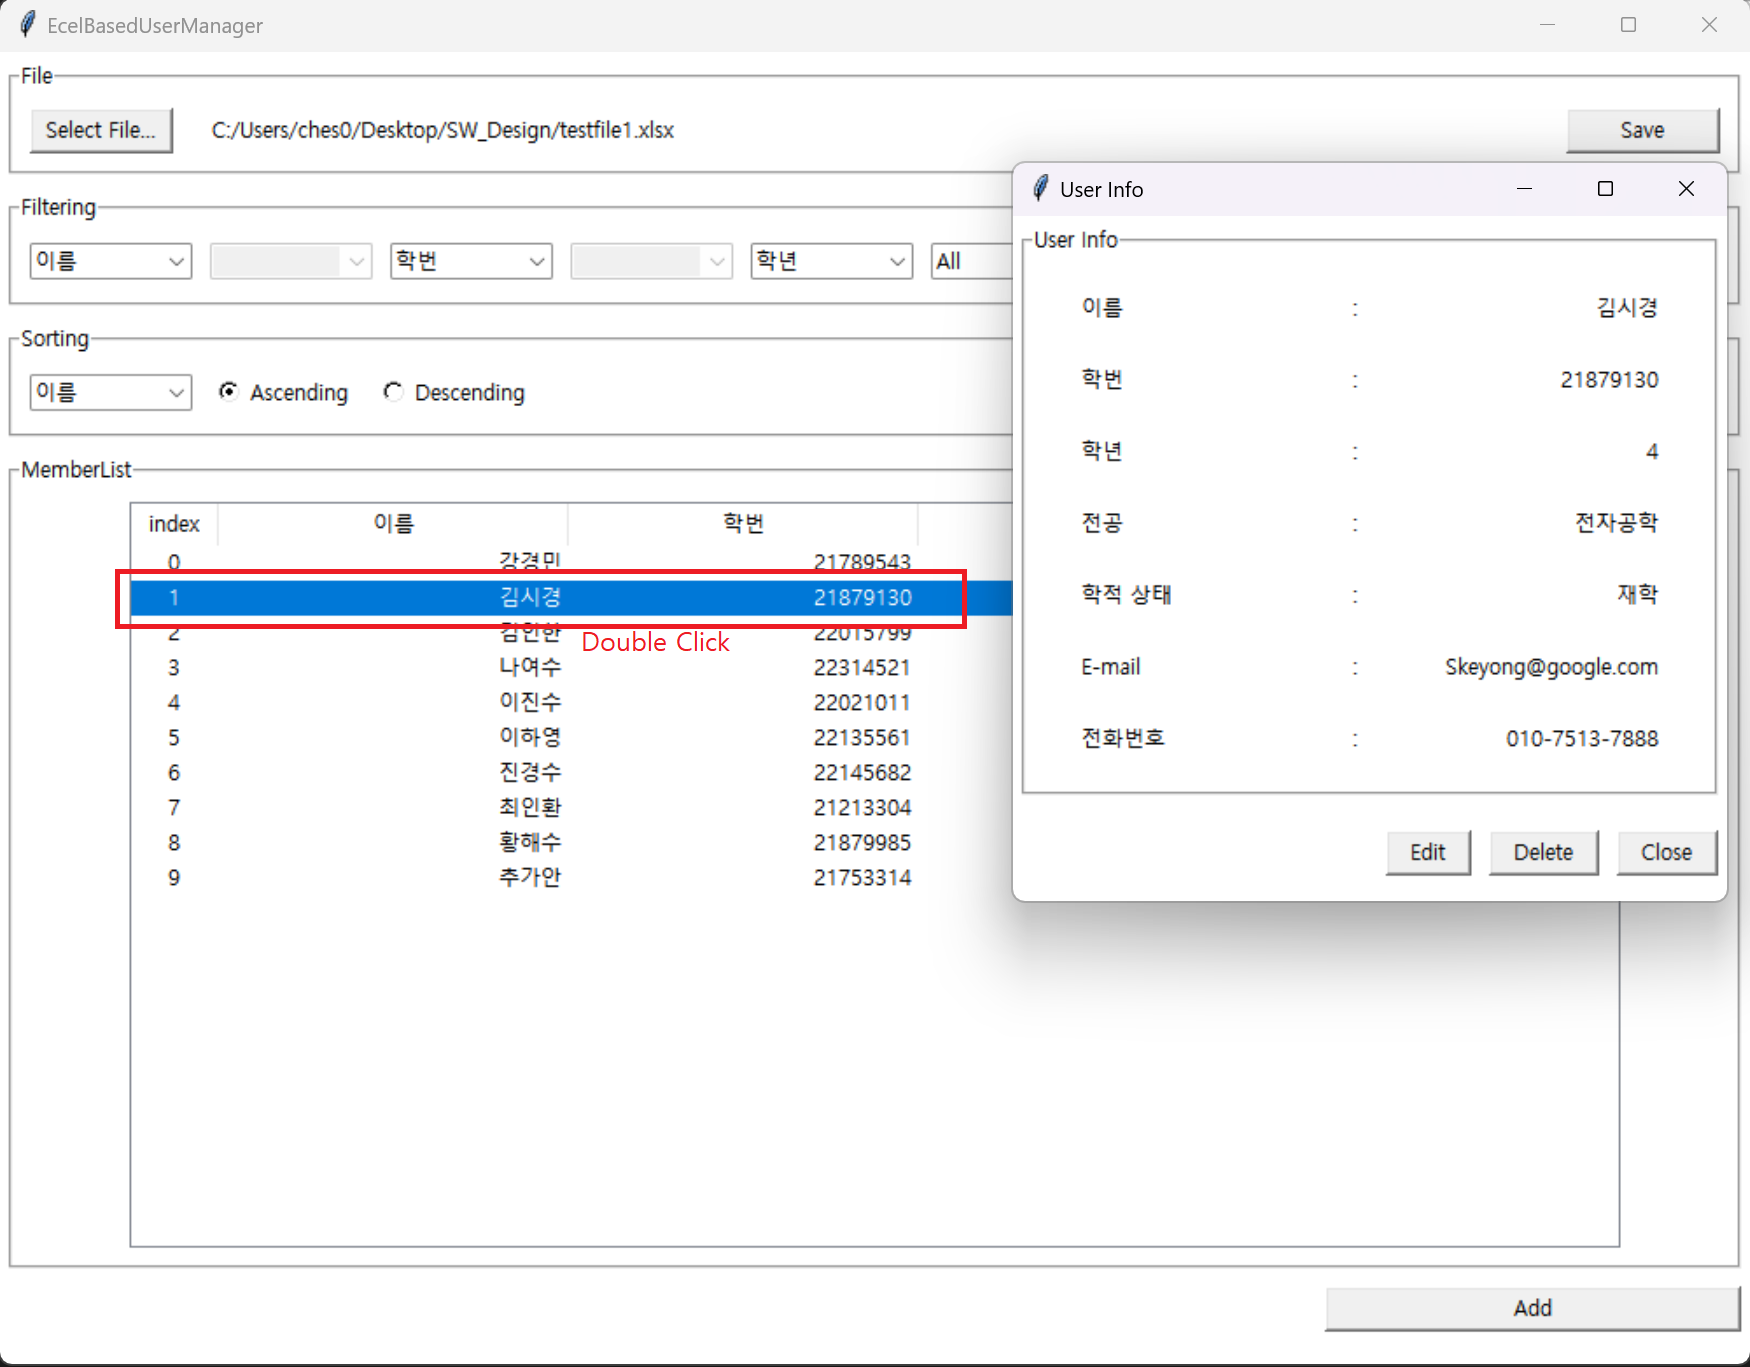 EcelBasedUserManager
File
Select File...
C:/Users/ches0/Desktop/SW_Design/testfile1.xlsx
Save
Filtering
이름
학번
학년
All
Sorting
이름
Ascending
Descending
MemberList
index 이름 학번
0 강경민 21789543
1 김시경 21879130
2 김인한 22015799
Double Click
3 나여수 22314521
4 이진수 22021011
5 이하영 22135561
6 진경수 22145682
7 최인환 21213304
8 황해수 21879985
9 추가안 21753314
Add
User Info
User Info
이름 : 김시경
학번 : 21879130
학년 : 4
전공 : 전자공학
학적 상태 : 재학
E-mail : Skeyong@google.com
전화번호 : 010-7513-7888
Edit
Delete
Close